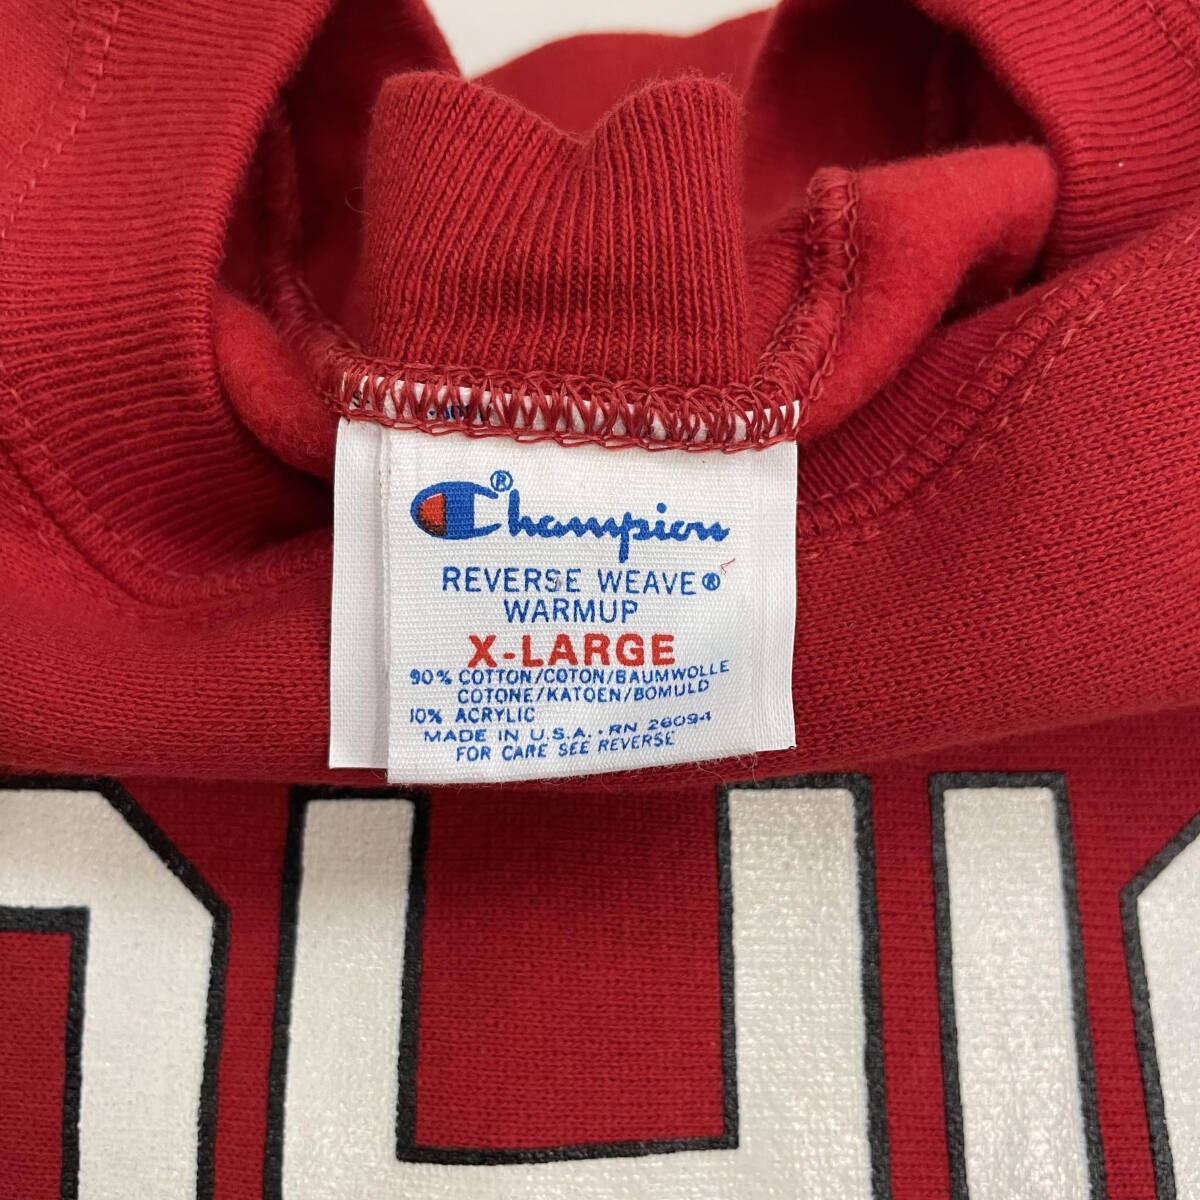 Champion®
REVERSE WEAVE®
WARMUP
X-LARGE
90% COTTON/COTON/BAUMWOLLE
COTONE/KATOEN/BOMULD
10% ACRYLIC
MADE IN U.S.A. · RN 26094
FOR CARE SEE REVERSE